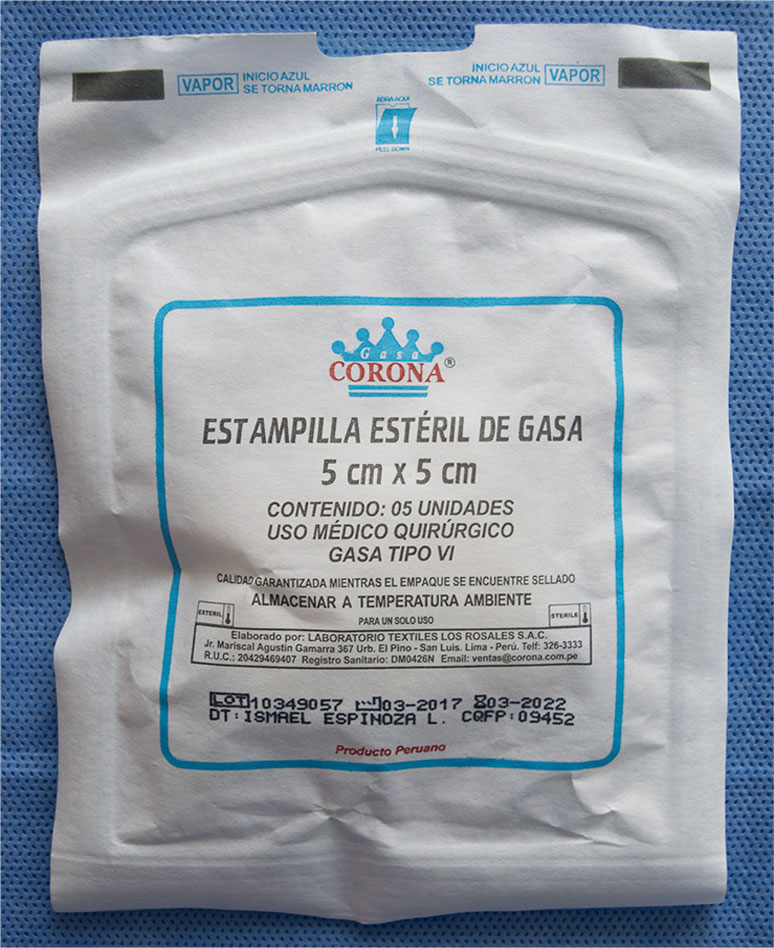 VAPOR INICIO AZUL
SE TORNA MARRON
INICIO AZUL VAPOR
SE TORNA MARRON
ABRA AQUI
PEEL DOWN
Gasa
CORONA®
ESTAMPILLA ESTÉRIL DE GASA
5 cm x 5 cm
CONTENIDO: 05 UNIDADES
USO MÉDICO QUIRÚRGICO
GASA TIPO VI
CALIDAD GARANTIZADA MIENTRAS EL EMPAQUE SE ENCUENTRE SELLADO
ALMACENAR A TEMPERATURA AMBIENTE
ESTERIL
PARA UN SOLO USO
STERILE
Elaborado por: LABORATORIO TEXTILES LOS ROSALES S.A.C.
Jr. Mariscal Agustin Gamarra 367 Urb. El Pino - San Luis. Lima - Perú. Telf: 326-3333
R.U.C.: 20429469407 Registro Sanitario: DM0426N Email: ventas@corona.com.pe
LOT 10349057 03-2017 03-2022
DT: ISMAEL ESPINOZA L. CQFP:09452
Producto Peruano